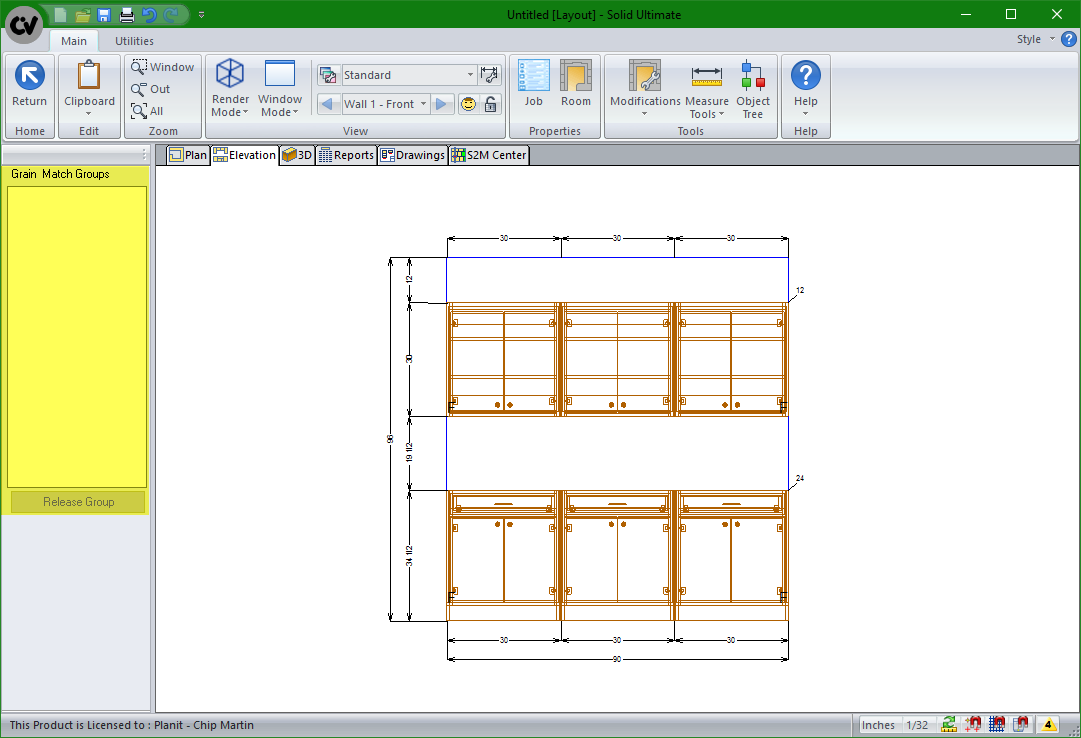 CV
Untitled [Layout] - Solid Ultimate
Main Utilities
Style
Return
Clipboard
Window
Out
All
Render Mode
Window Mode
Standard
Wall 1 - Front
Job
Room
Modifications
Measure Tools
Object Tree
Help
Home
Edit
Zoom
View
Properties
Tools
Help
Plan Elevation 3D Reports Drawings S2M Center
Grain Match Groups
Release Group
30 30 30
12
12
30
96
19 1/2
24
34 1/2
30 30 30
90
This Product is Licensed to : Planit - Chip Martin
Inches 1/32
4